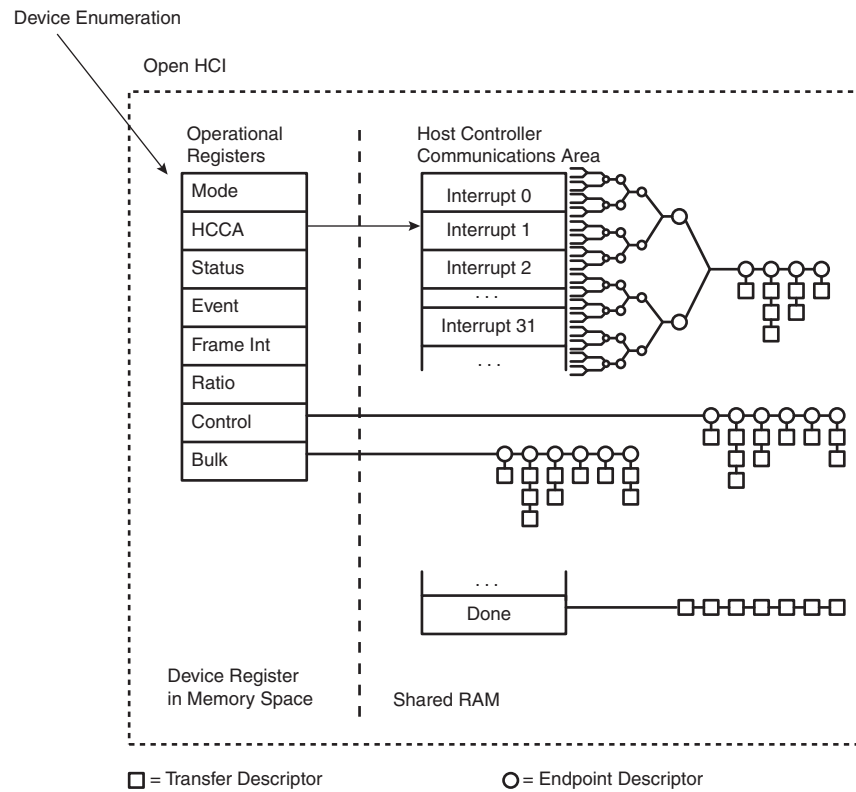 Device Enumeration
Open HCI
Operational
Registers
Mode
HCCA
Status
Event
Frame Int
Ratio
Control
Bulk
Host Controller
Communications Area
Interrupt 0
Interrupt 1
Interrupt 2
. . .
Interrupt 31
. . .
. . .
Done
Device Register
in Memory Space
Shared RAM
= Transfer Descriptor
= Endpoint Descriptor